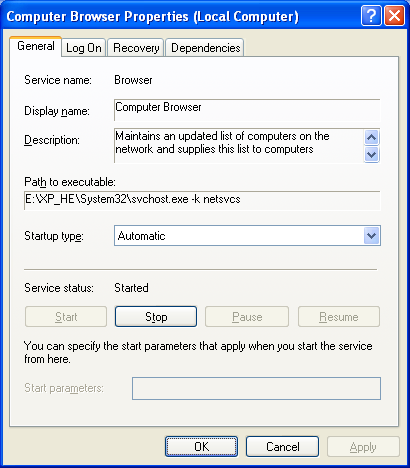 Computer Browser Properties (Local Computer)
General Log On Recovery Dependencies
Service name: Browser
Display name: Computer Browser
Description: Maintains an updated list of computers on the
network and supplies this list to computers
Path to executable:
E:\XP_HE\System32\svchost.exe -k netsvcs
Startup type: Automatic
Service status: Started
Start Stop Pause Resume
You can specify the start parameters that apply when you start the service
from here.
Start parameters:
OK Cancel Apply